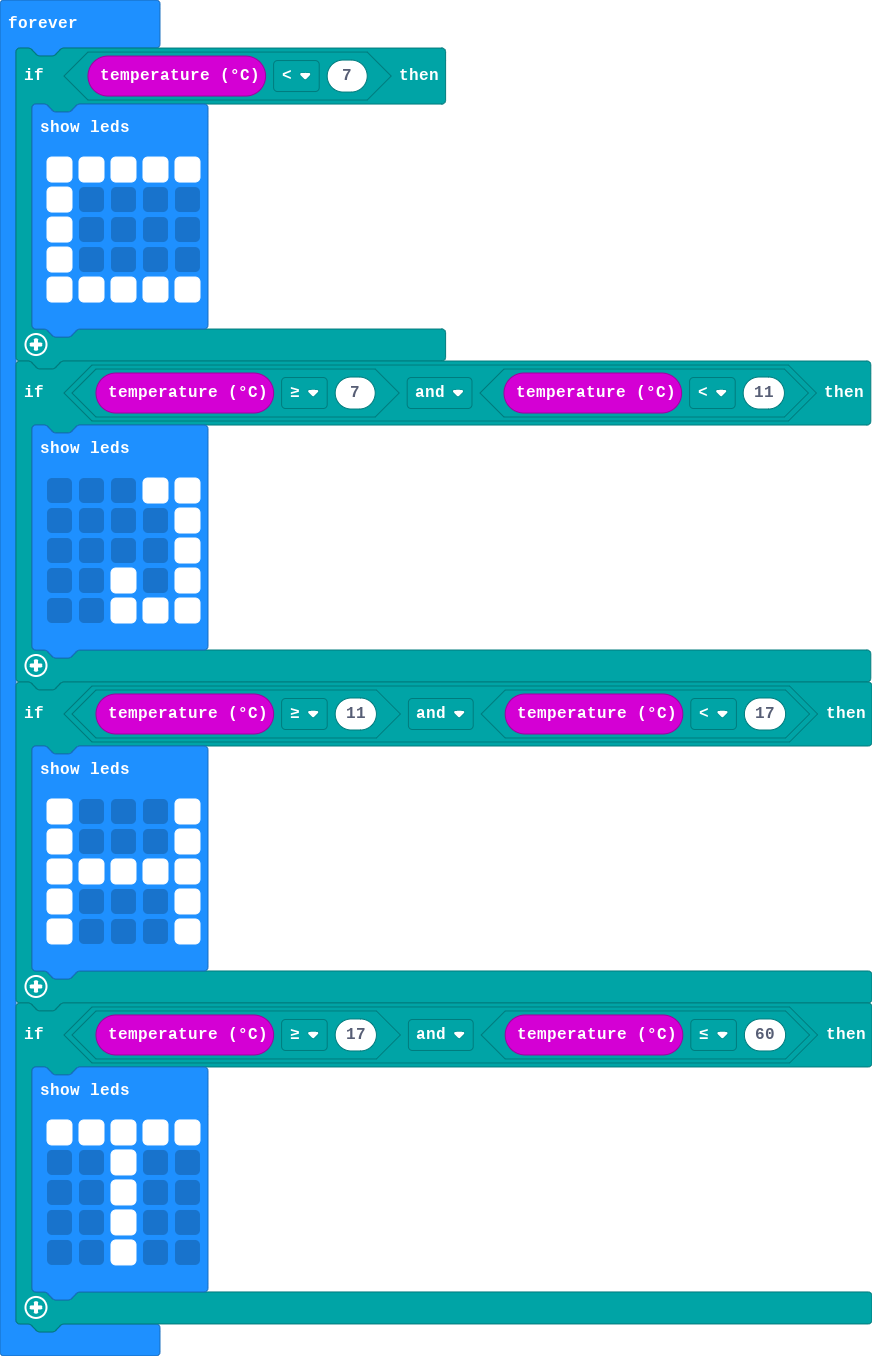 forever
if temperature (°C) < 7 then
show leds
if temperature (°C) ≥ 7 and temperature (°C) < 11 then
show leds
if temperature (°C) ≥ 11 and temperature (°C) < 17 then
show leds
if temperature (°C) ≥ 17 and temperature (°C) ≤ 60 then
show leds